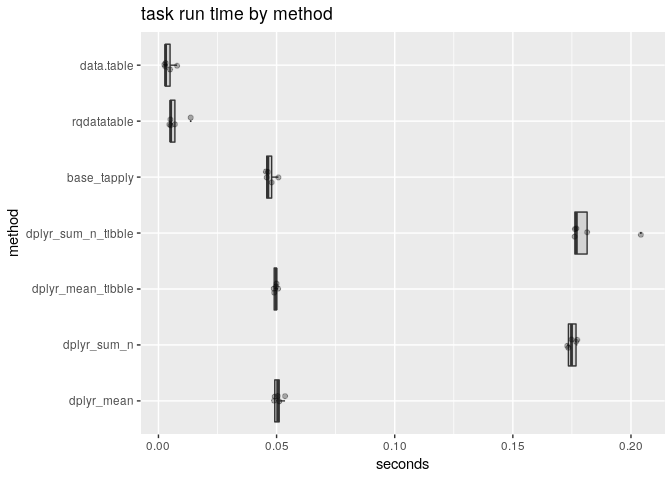 task run time by method
data.table
rqdatatable
base_tapply
dplyr_sum_n_tibble
dplyr_mean_tibble
dplyr_sum_n
dplyr_mean
method
0.00 0.05 0.10 0.15 0.20
seconds